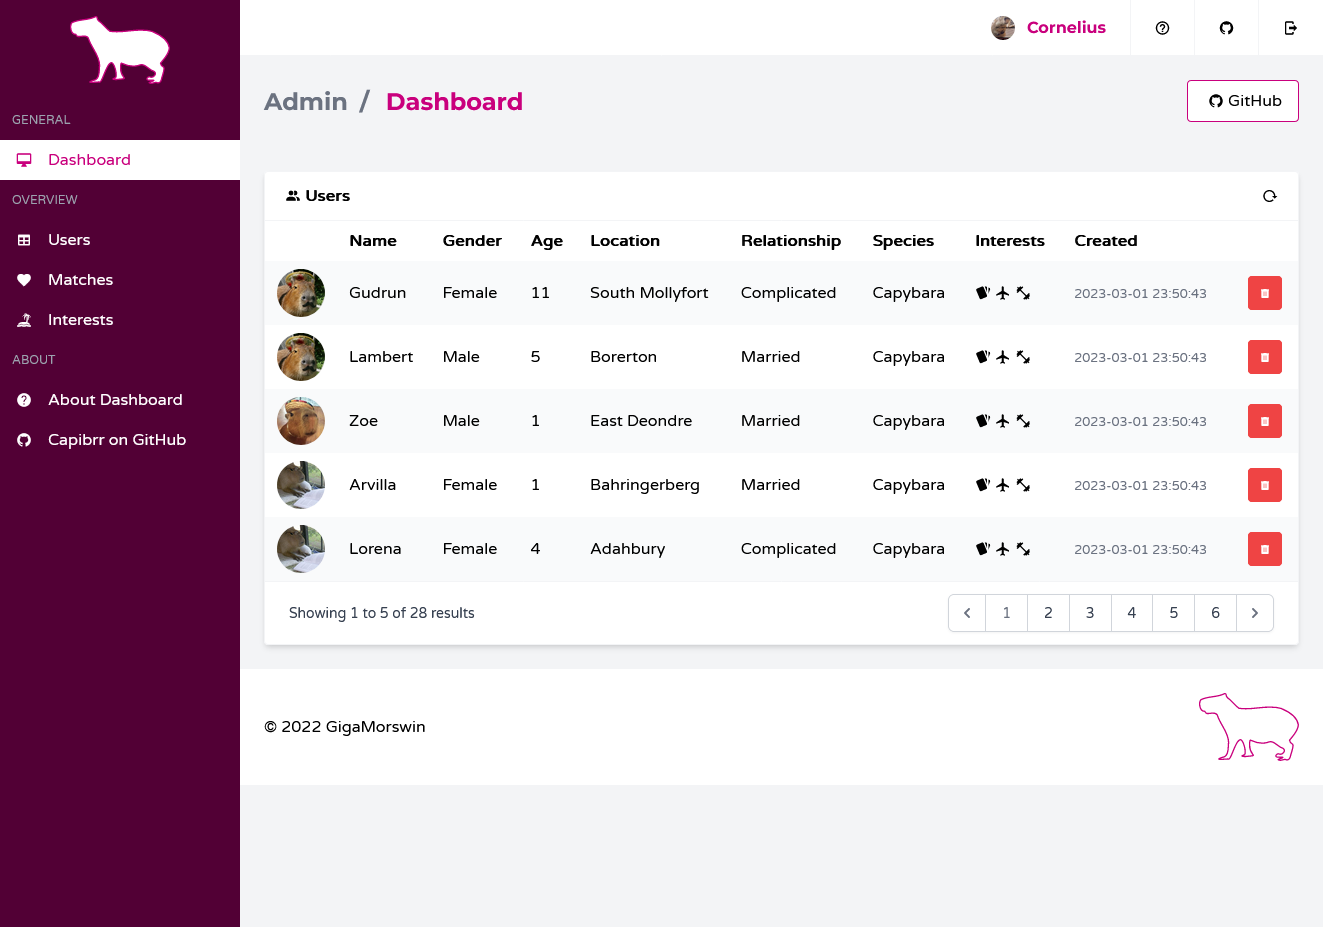 Cornelius
Admin / Dashboard
GitHub
GENERAL
Dashboard
OVERVIEW
Users
Matches
Interests
ABOUT
About Dashboard
Capibrr on GitHub
Users
Name Gender Age Location Relationship Species Interests Created
Gudrun Female 11 South Mollyfort Complicated Capybara 2023-03-01 23:50:43
Lambert Male 5 Borerton Married Capybara 2023-03-01 23:50:43
Zoe Male 1 East Deondre Married Capybara 2023-03-01 23:50:43
Arvilla Female 1 Bahringerberg Married Capybara 2023-03-01 23:50:43
Lorena Female 4 Adahbury Complicated Capybara 2023-03-01 23:50:43
Showing 1 to 5 of 28 results 1 2 3 4 5 6
© 2022 GigaMorswin